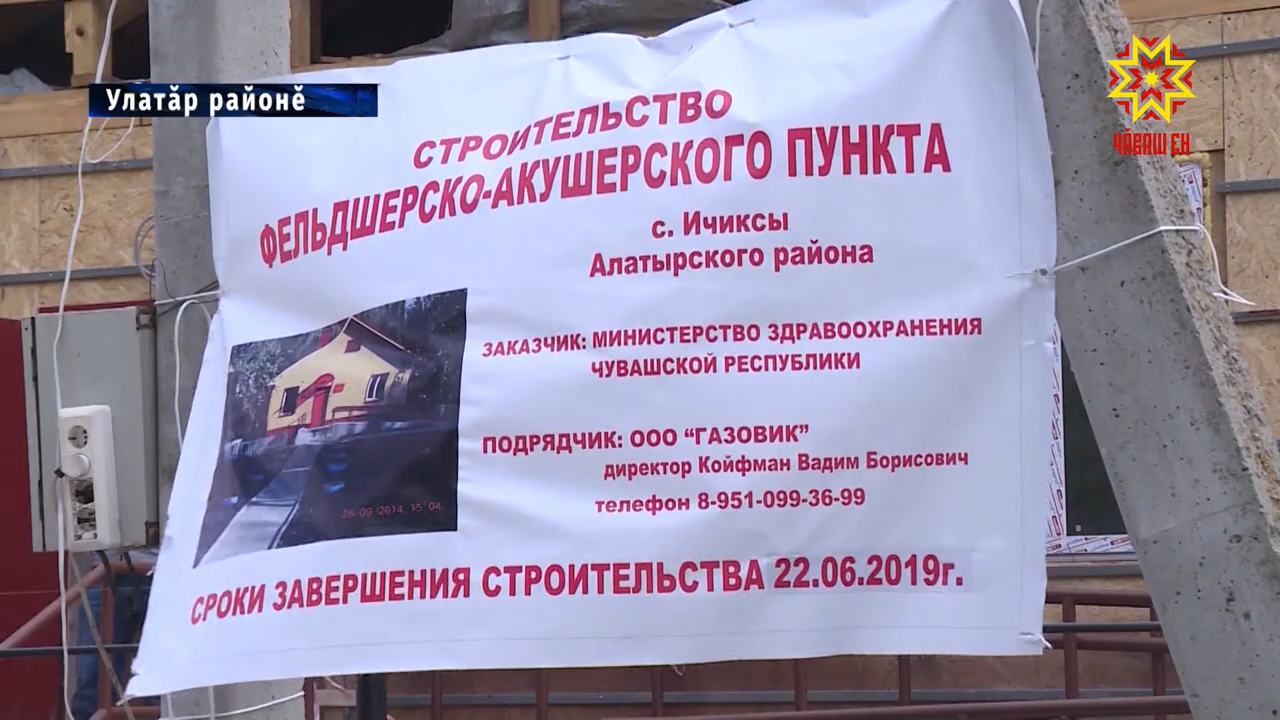 Улатӑр районӗ
ЧӐВАШ ЕН
СТРОИТЕЛЬСТВО
ФЕЛЬДШЕРСКО-АКУШЕРСКОГО ПУНКТА
с. Ичиксы
Алатырского района
ЗАКАЗЧИК: МИНИСТЕРСТВО ЗДРАВООХРАНЕНИЯ
ЧУВАШСКОЙ РЕСПУБЛИКИ
ПОДРЯДЧИК: ООО “ГАЗОВИК”
директор Койфман Вадим Борисович
телефон 8-951-099-36-99
26 09 2014 15 04
СРОКИ ЗАВЕРШЕНИЯ СТРОИТЕЛЬСТВА 22.06.2019г.